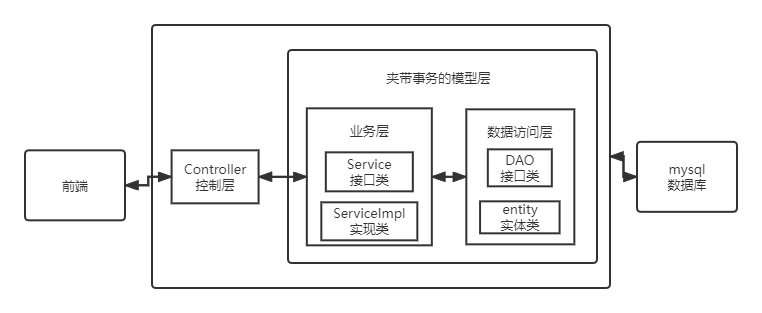 夹带事务的模型层
业务层
数据访问层
前端
Controller
控制层
Service
接口类
ServiceImpl
实现类
DAO
接口类
entity
实体类
mysql
数据库